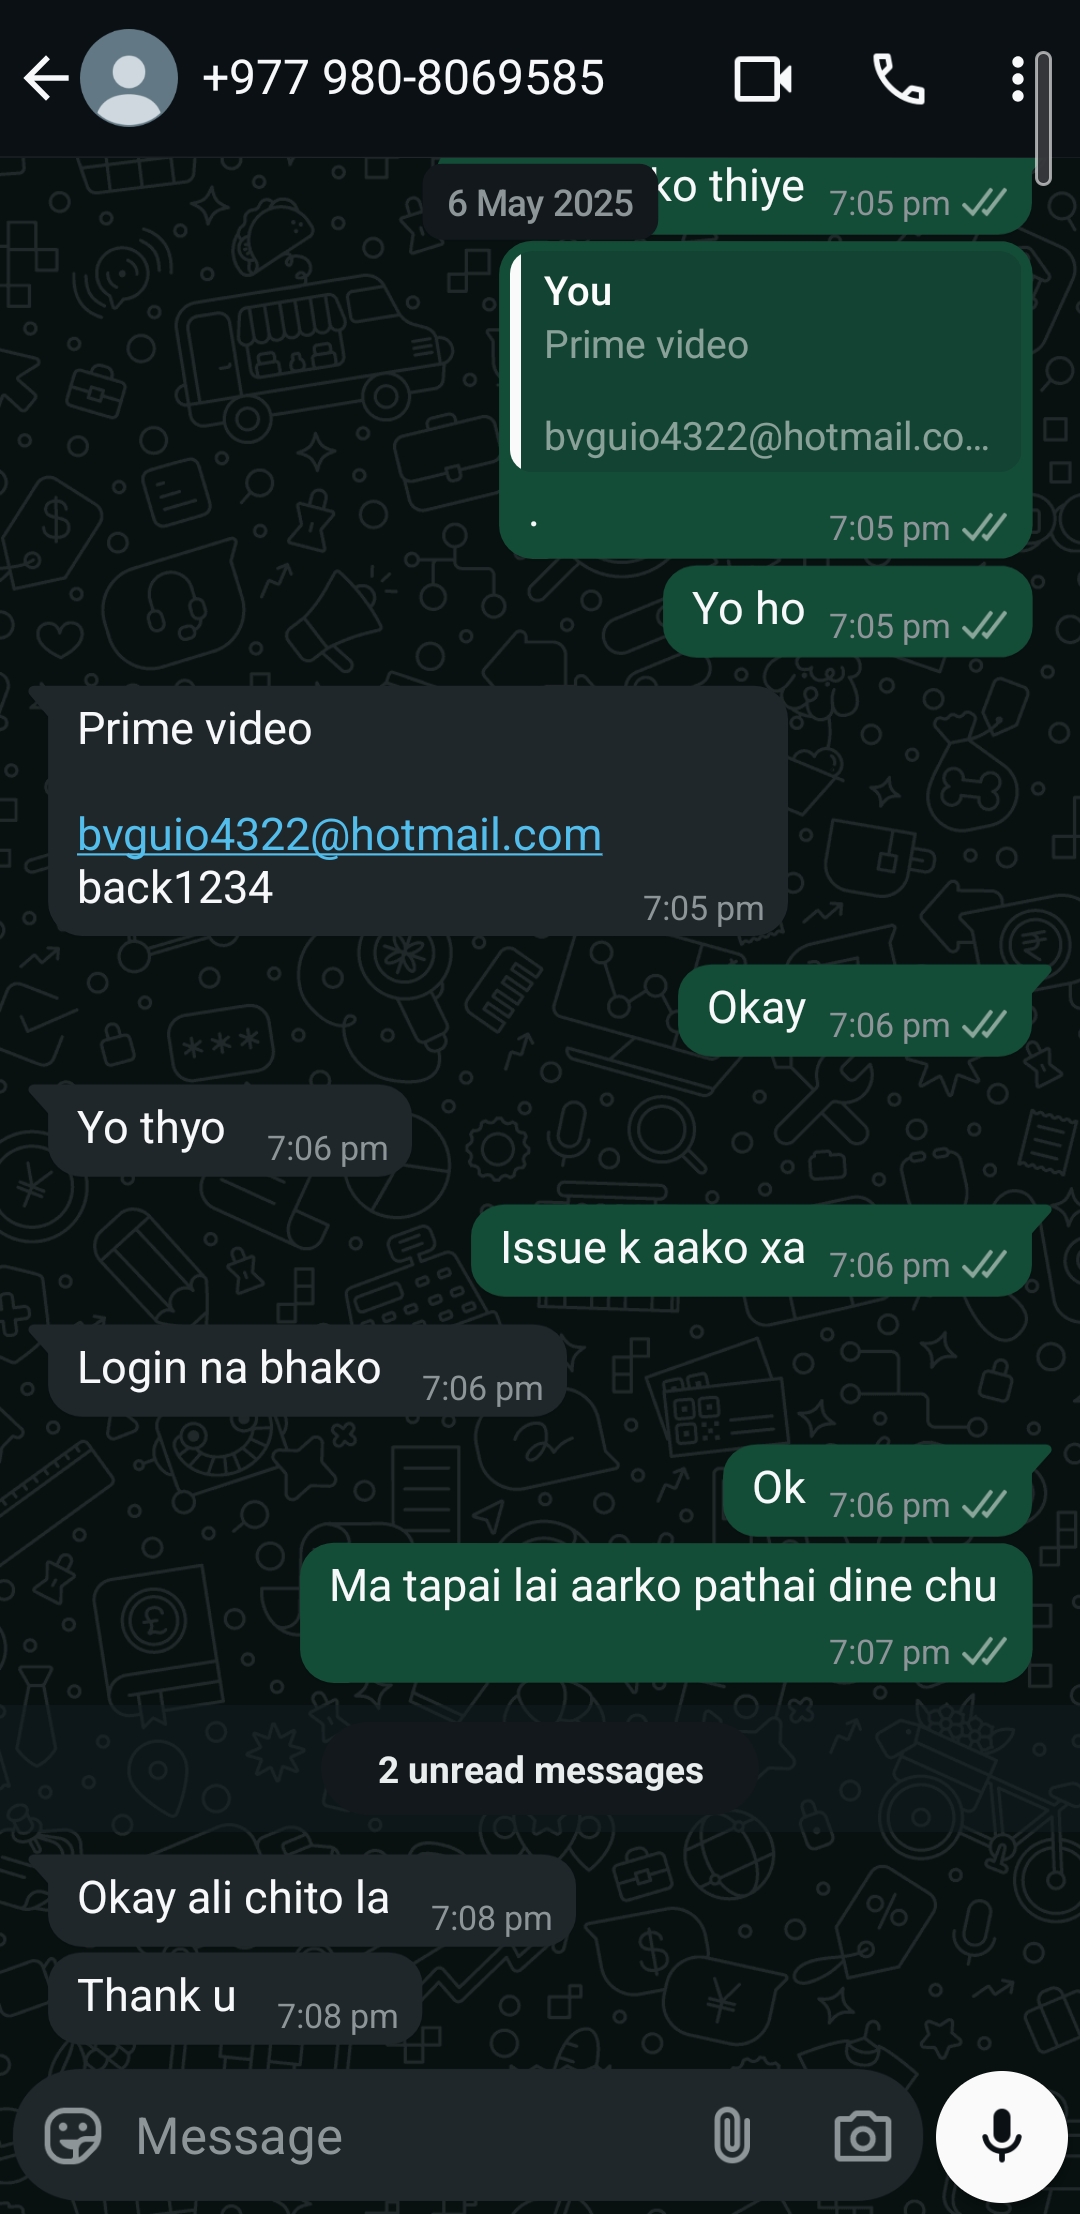 +977 980-8069585
6 May 2025
ko thiye 7:05 pm
You
Prime video
bvguio4322@hotmail.co...
. 7:05 pm
Yo ho 7:05 pm
Prime video
bvguio4322@hotmail.com
back1234
7:05 pm
Okay 7:06 pm
Yo thyo 7:06 pm
Issue k aako xa 7:06 pm
Login na bhako 7:06 pm
Ok 7:06 pm
Ma tapai lai aarko pathai dine chu
7:07 pm
2 unread messages
Okay ali chito la 7:08 pm
Thank u 7:08 pm
Message